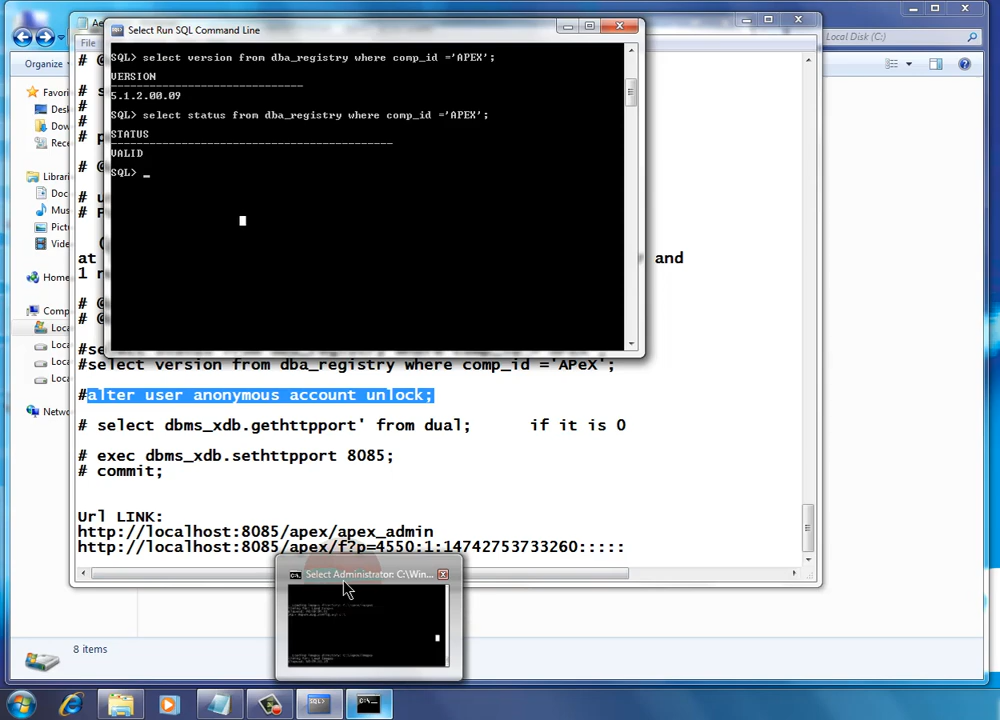 Select Run SQL Command Line
SQL> select version from dba_registry where comp_id ='APEX';
VERSION
5.1.2.00.09
SQL> select status from dba_registry where comp_id ='APEX';
STATUS
VALID
SQL> _
Local Disk (C:)
File
Organize
Favori
Desk
Dow
Rece
Librari
Doc
Mus
Pict
Vide
Home
Comp
Loca
Loca
Loca
Loca
Netwo
# @
# s
#
#
# p
# @
# u
# F
(
at
and
1 r
# @
# @
#select version from dba_registry where comp_id ='APeX';
#alter user anonymous account unlock;
# select dbms_xdb.gethttpport' from dual; if it is 0
# exec dbms_xdb.sethttpport 8085;
# commit;
Url LINK:
http://localhost:8085/apex/apex_admin
http://localhost:8085/apex/f?p=4550:1:14742753733260:::::
Select Administrator: C:\Win...
8 items